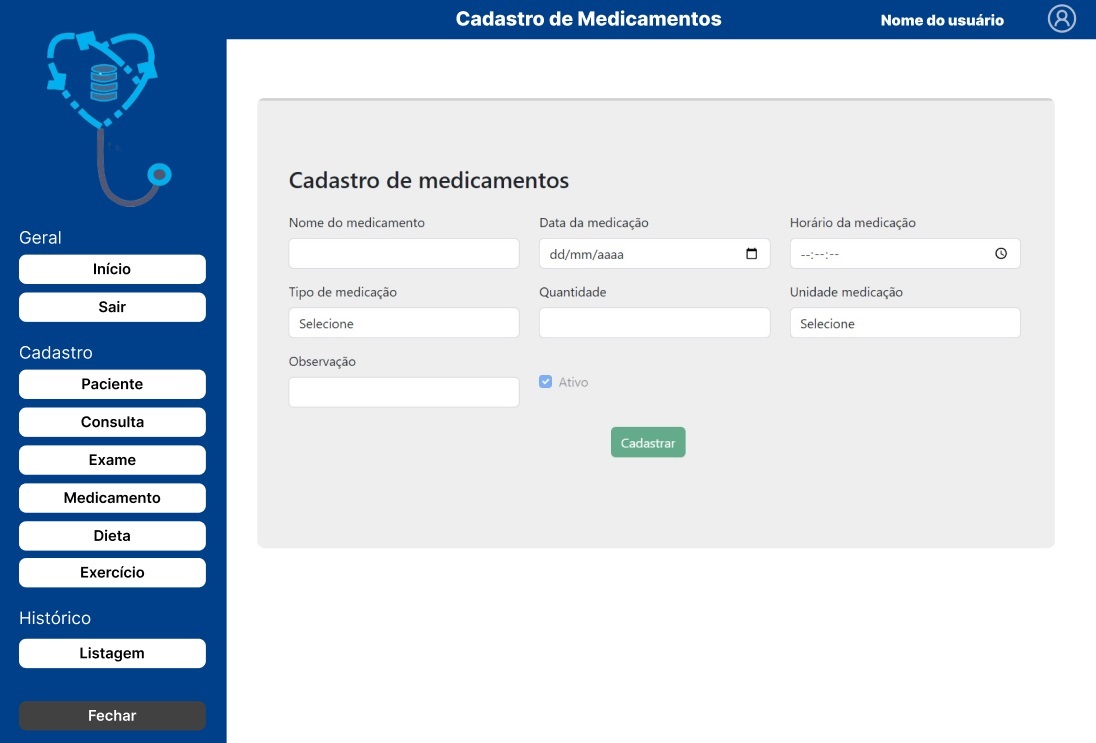 Cadastro de Medicamentos
Nome do usuário
Geral
Início
Sair
Cadastro
Paciente
Consulta
Exame
Medicamento
Dieta
Exercício
Histórico
Listagem
Fechar
Cadastro de medicamentos
Nome do medicamento
Data da medicação
dd/mm/aaaa
Horário da medicação
--:--:--
Tipo de medicação
Selecione
Quantidade
Unidade medicação
Selecione
Observação
Ativo
Cadastrar